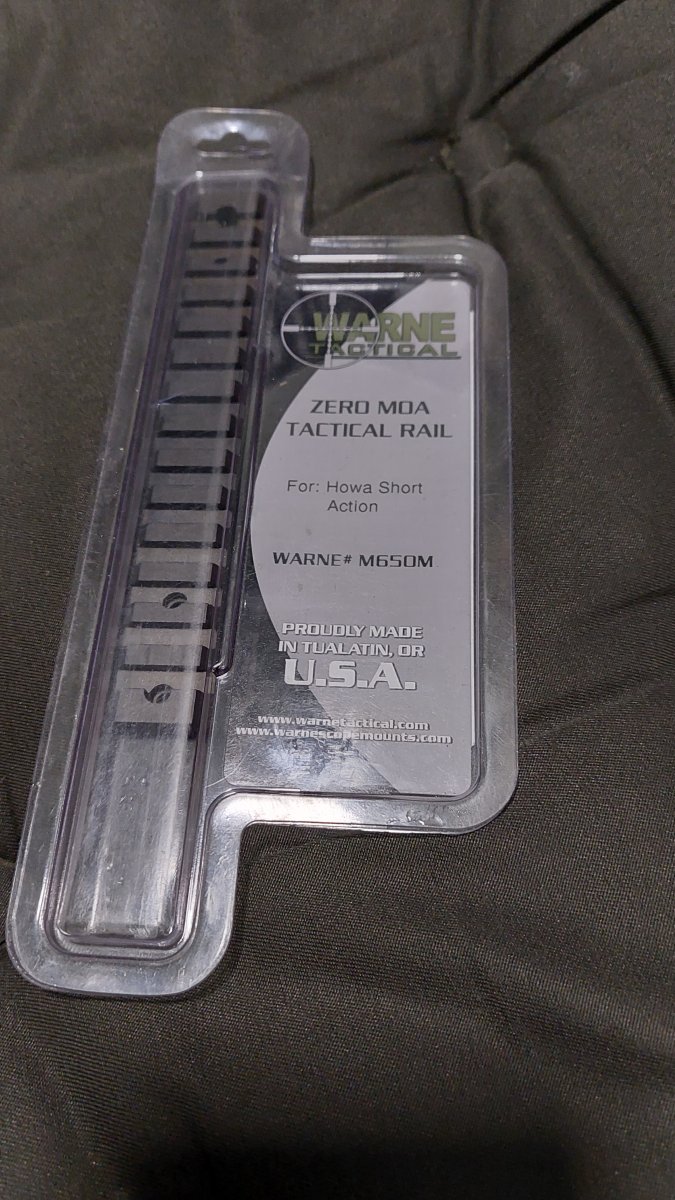 WARNE
TACTICAL
ZERO MOA
TACTICAL RAIL
For: Howa Short
Action
WARNE# M650M
PROUDLY MADE
IN TUALATIN, OR
U.S.A.
www.warnetactical.com
www.warnescopemounts.com